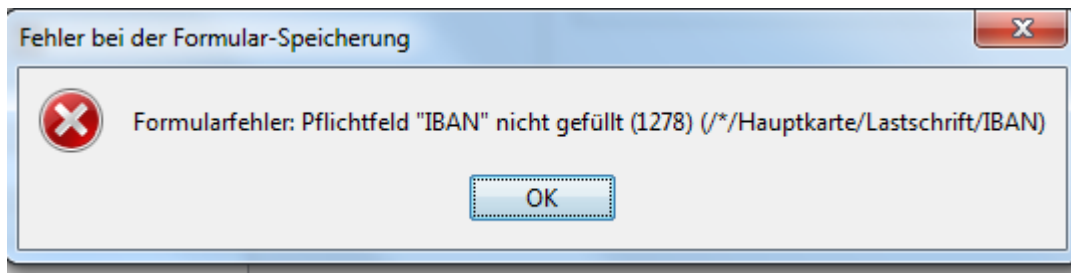 Fehler bei der Formular-Speicherung
Formularfehler: Pflichtfeld "IBAN" nicht gefüllt (1278) (/*/Hauptkarte/Lastschrift/IBAN)
OK